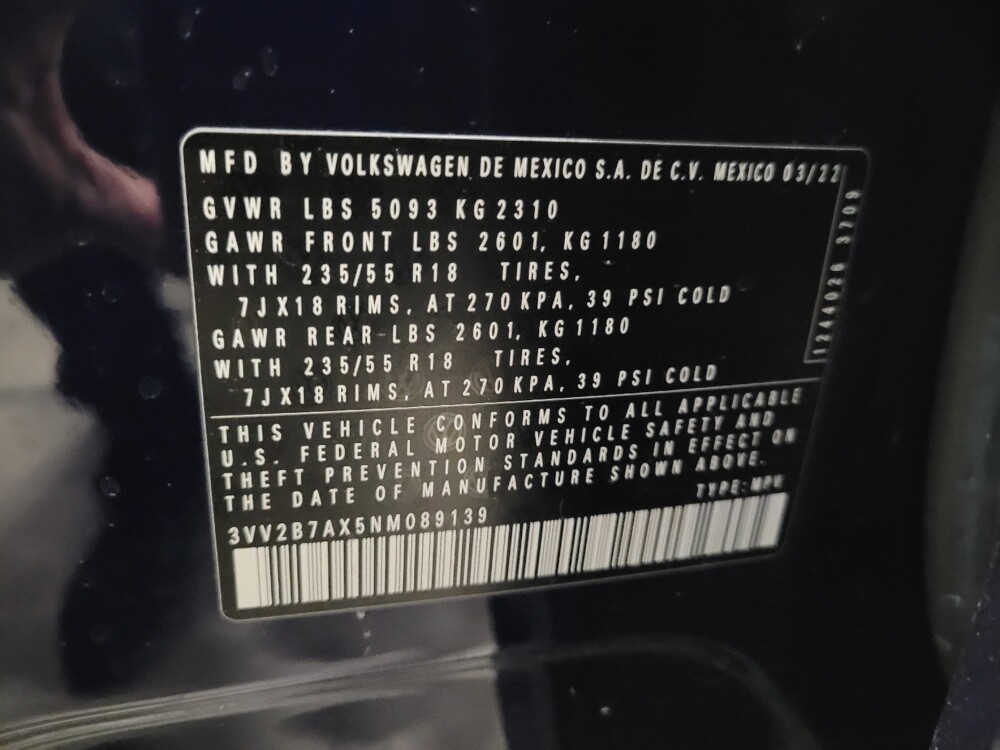 MFD BY VOLKSWAGEN DE MEXICO S.A. DE C.V. MEXICO 03/22
GVWR LBS 5093 KG 2310
GAWR FRONT LBS 2601, KG 1180
WITH 235/55 R18 TIRES,
7JX18 RIMS, AT 270 KPA, 39 PSI COLD
GAWR REAR-LBS 2601, KG 1180
WITH 235/55 R18 TIRES,
7JX18 RIMS, AT 270 KPA, 39 PSI COLD
THIS VEHICLE CONFORMS TO ALL APPLICABLE
U.S. FEDERAL MOTOR VEHICLE SAFETY AND
THEFT PREVENTION STANDARDS IN EFFECT ON
THE DATE OF MANUFACTURE SHOWN ABOVE.
TYPE: MPV
3VV2B7AX5NM089139
1244026 3709